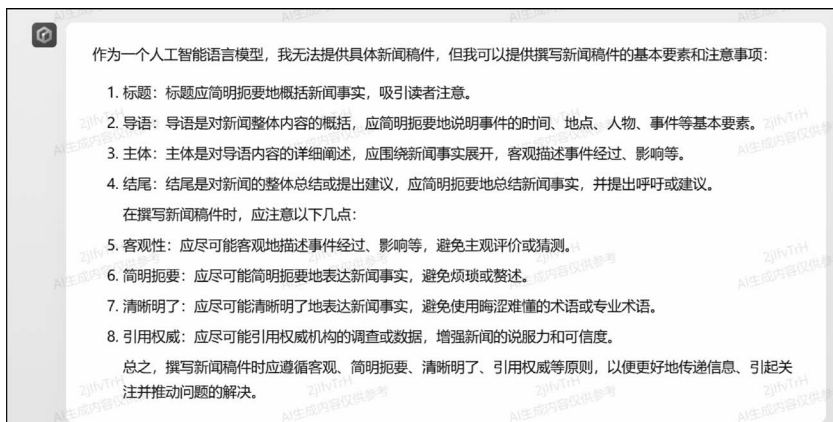 作为一个人工智能语言模型，我无法提供具体新闻稿件，但我可以提供撰写新闻稿件的基本要素和注意事项：
1. 标题：标题应简明扼要地概括新闻事实，吸引读者注意。
2. 导语：导语是对新闻整体内容的概括，应简明扼要地说明事件的时间、地点、人物、事件等基本要素。
3. 主体：主体是对导语内容的详细阐述，应围绕新闻事实展开，客观描述事件经过、影响等。
4. 结尾：结尾是对新闻的整体总结或提出建议，应简明扼要地总结新闻事实，并提出呼吁或建议。
在撰写新闻稿件时，应注意以下几点：
5. 客观性：应尽可能客观地描述事件经过、影响等，避免主观评价或猜测。
6. 简明扼要：应尽可能简明扼要地表达新闻事实，避免烦琐或赘述。
7. 清晰明了：应尽可能清晰明了地表达新闻事实，避免使用晦涩难懂的术语或专业术语。
8. 引用权威：应尽可能引用权威机构的调查或数据，增强新闻的说服力和可信度。
总之，撰写新闻稿件时应遵循客观、简明扼要、清晰明了、引用权威等原则，以便更好地传递信息、引起关
注并推动问题的解决。
2jIfvTrH
AI生成内容仅供参考